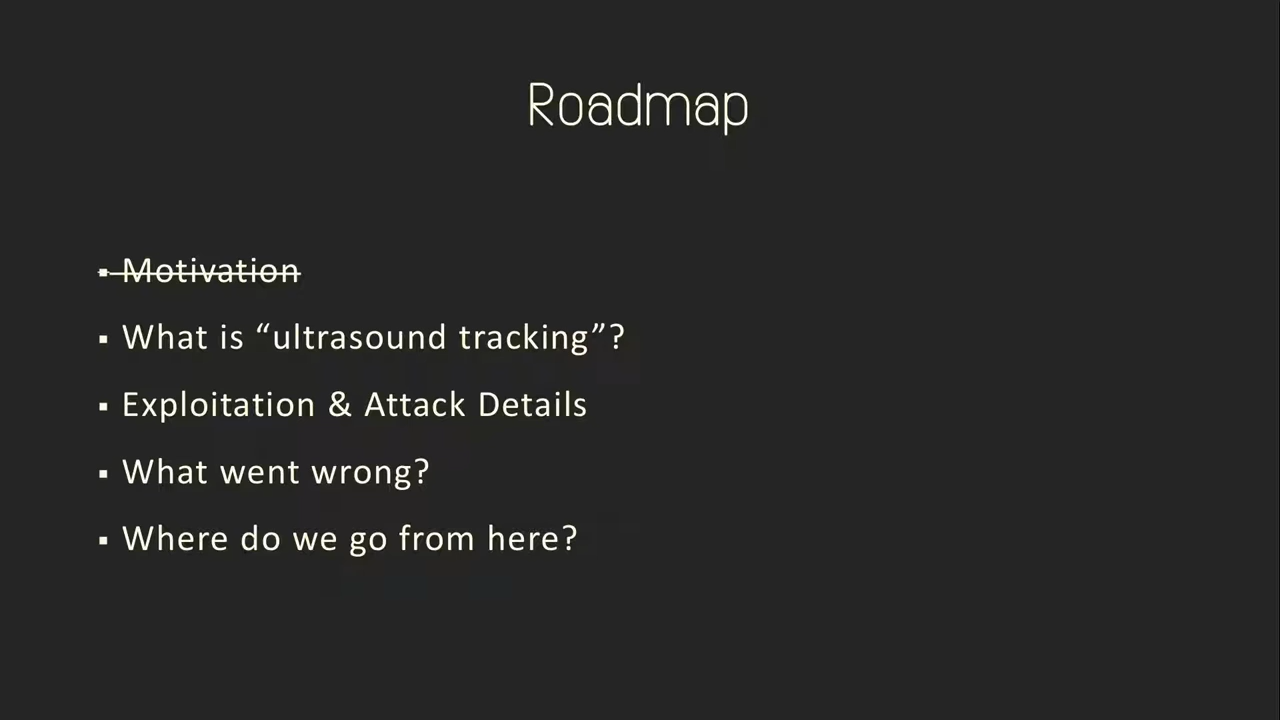 Roadmap
▪ Motivation
▪ What is “ultrasound tracking”?
▪ Exploitation & Attack Details
▪ What went wrong?
▪ Where do we go from here?